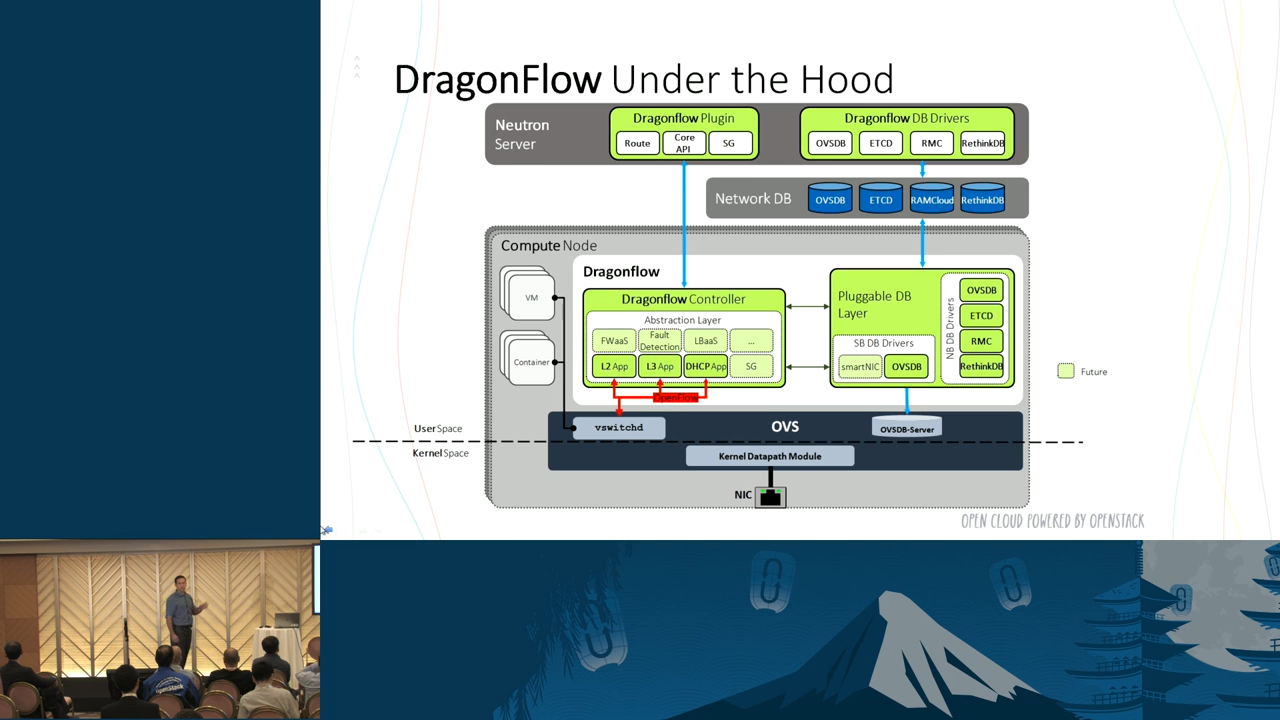 DragonFlow Under the Hood
Neutron
Server
Dragonflow Plugin
Route
Core
API
SG
Dragonflow DB Drivers
OVSDB
ETCD
RMC
RethinkDB
Network DB
OVSDB
ETCD
RAMCloud
RethinkDB
Compute Node
VM
Container
Dragonflow
Dragonflow Controller
Abstraction Layer
FWaaS
Fault
Detection
LBaaS
...
L2 App
L3 App
DHCP App
SG
OpenFlow
Pluggable DB
Layer
SB DB Drivers
smartNIC
OVSDB
NB DB Drivers
OVSDB
ETCD
RMC
RethinkDB
Future
User Space
Kernel Space
vswitchd
OVS
OVSDB-Server
Kernel Datapath Module
NIC
OPEN CLOUD POWERED BY OPENSTACK
openstack